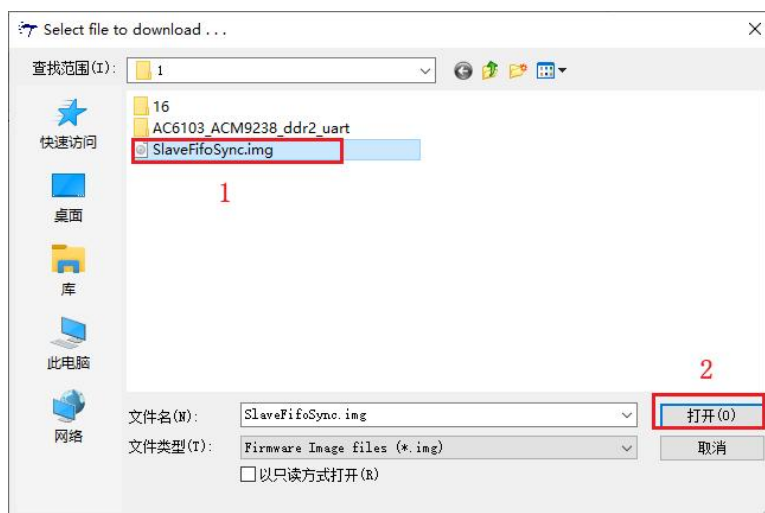 Select file to download . . .
查找范围(I):
1
16
AC6103_ACM9238_ddr2_uart
SlaveFifoSync.img
1
快速访问
桌面
库
此电脑
网络
2
文件名(N):
SlaveFifoSync.img
打开(O)
文件类型(T):
Firmware Image files (*.img)
取消
以只读方式打开(R)